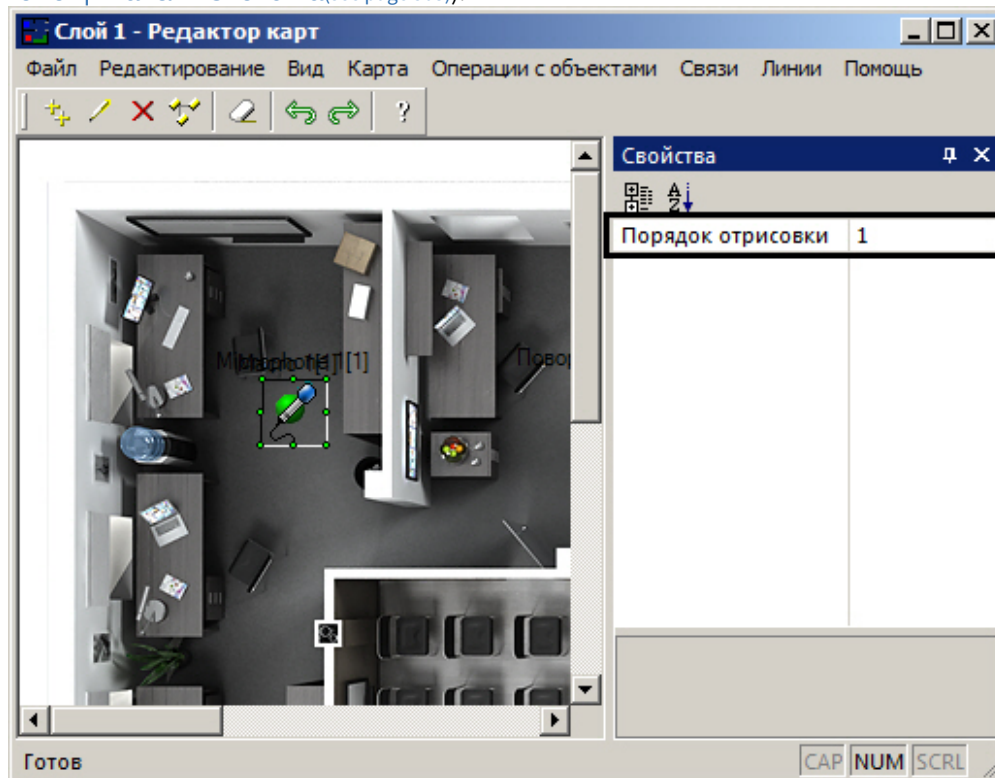 Слой 1 - Редактор карт
Файл Редактирование Вид Карта Операции с объектами Связи Линии Помощь
?
Свойства
A
Z
Порядок отрисовки 1
[1]
Готов
CAP NUM SCRL